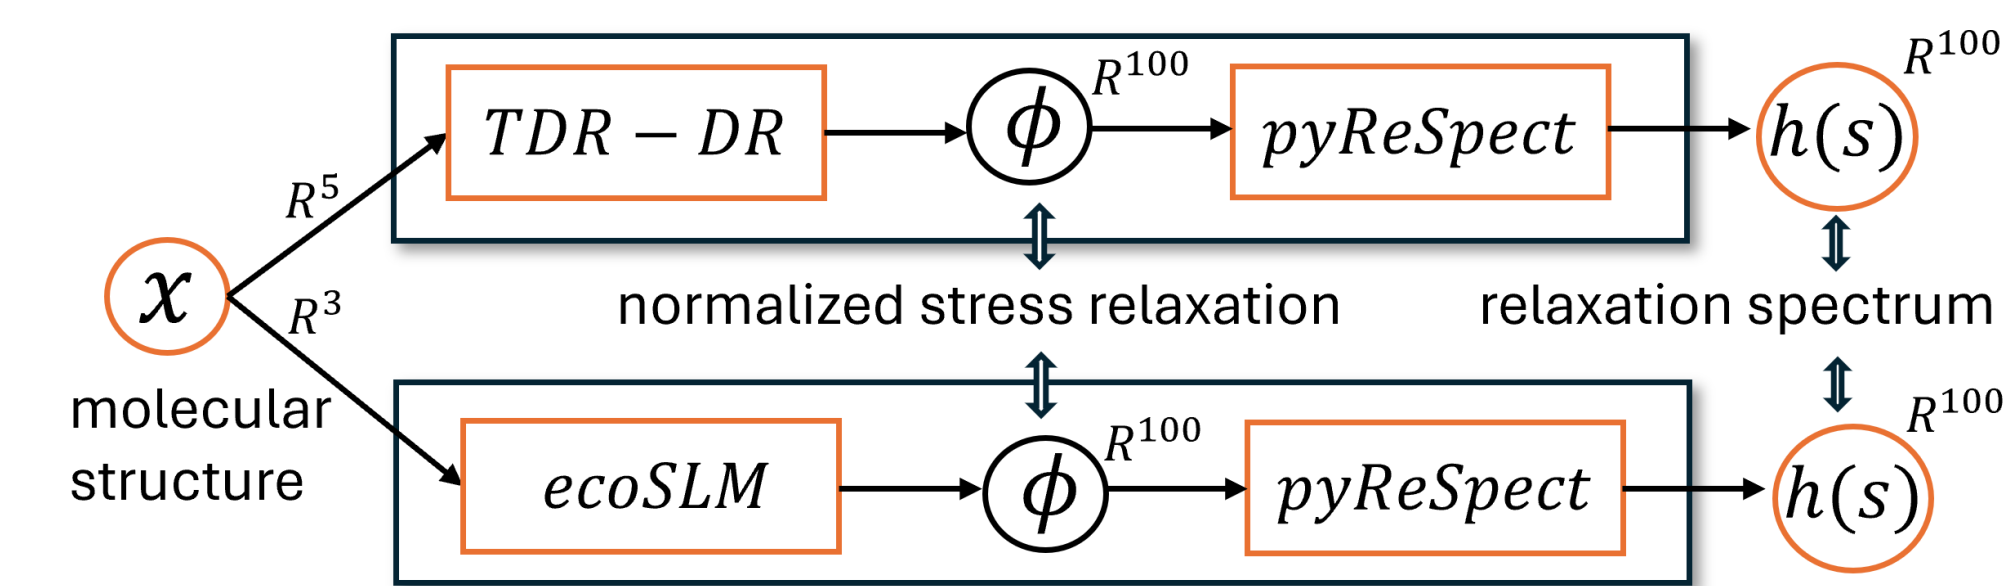 R^100
R^100
TDR − DR
ϕ
pyReSpect
h(s)
R^5
x
R^3
normalized stress relaxation
relaxation spectrum
molecular
structure
R^100
R^100
ecoSLM
ϕ
pyReSpect
h(s)